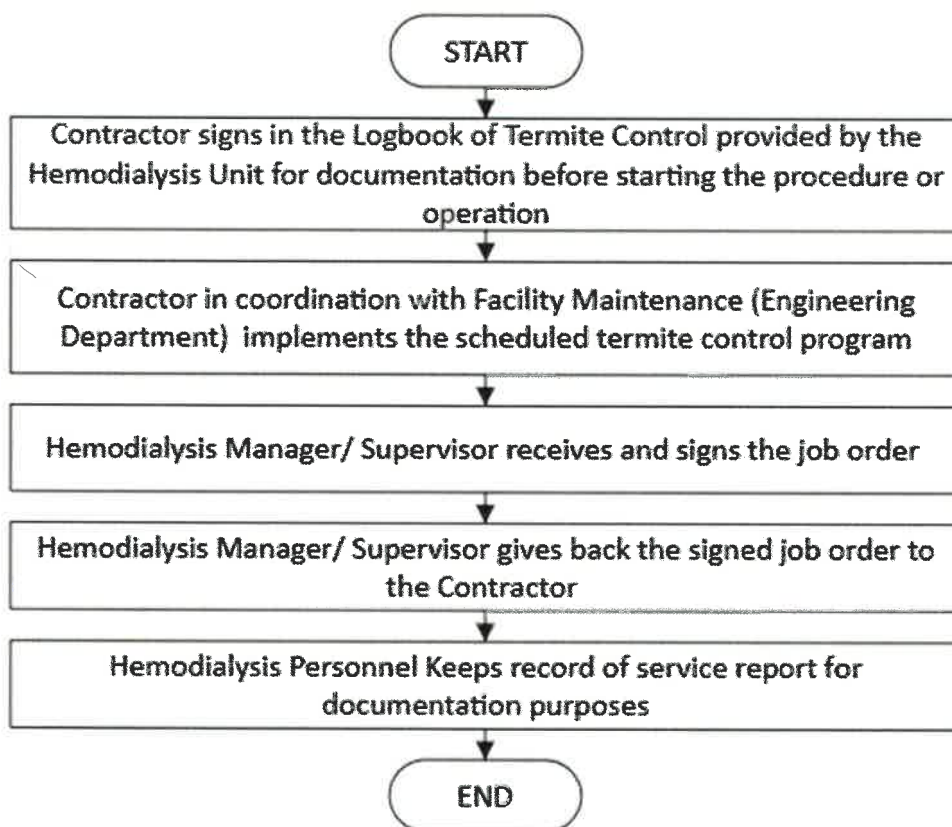 START
Contractor signs in the Logbook of Termite Control provided by the
Hemodialysis Unit for documentation before starting the procedure or
operation
Contractor in coordination with Facility Maintenance (Engineering
Department) implements the scheduled termite control program
Hemodialysis Manager/ Supervisor receives and signs the job order
Hemodialysis Manager/ Supervisor gives back the signed job order to
the Contractor
Hemodialysis Personnel Keeps record of service report for
documentation purposes
END